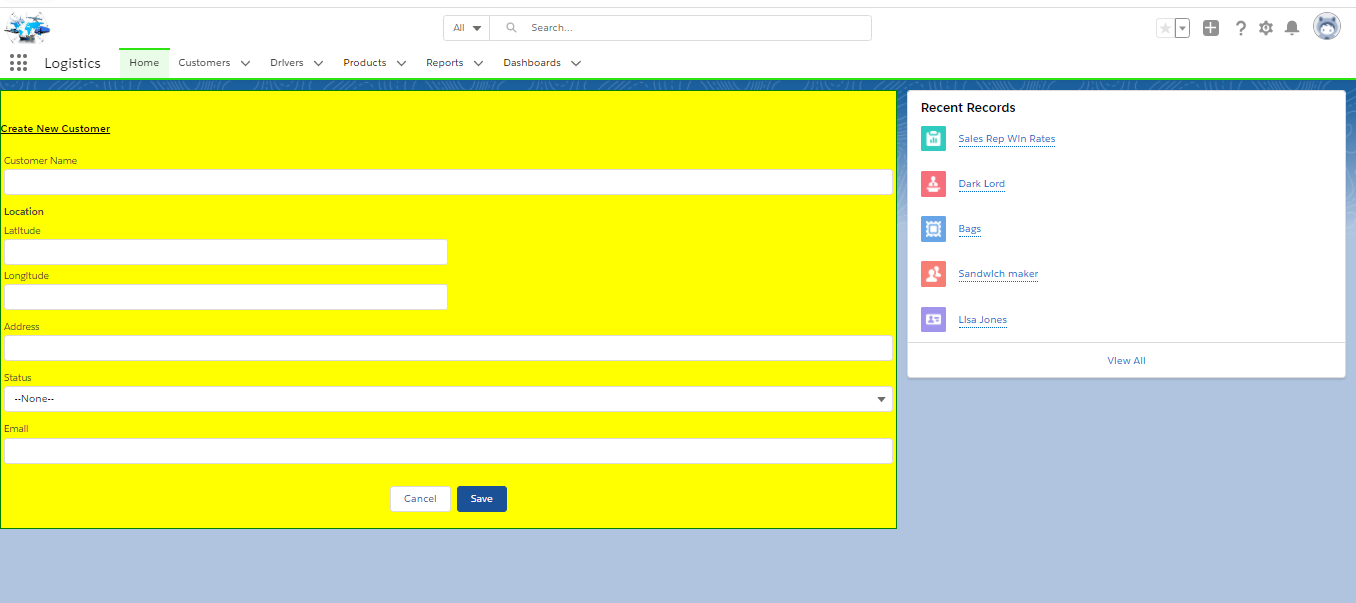 All Search...
Logistics Home Customers Drivers Products Reports Dashboards
Create New Customer
Customer Name
Location
Latitude
Longitude
Address
Status
--None--
Email
Cancel Save
Recent Records
Sales Rep Win Rates
Dark Lord
Bags
Sandwich maker
Lisa Jones
View All